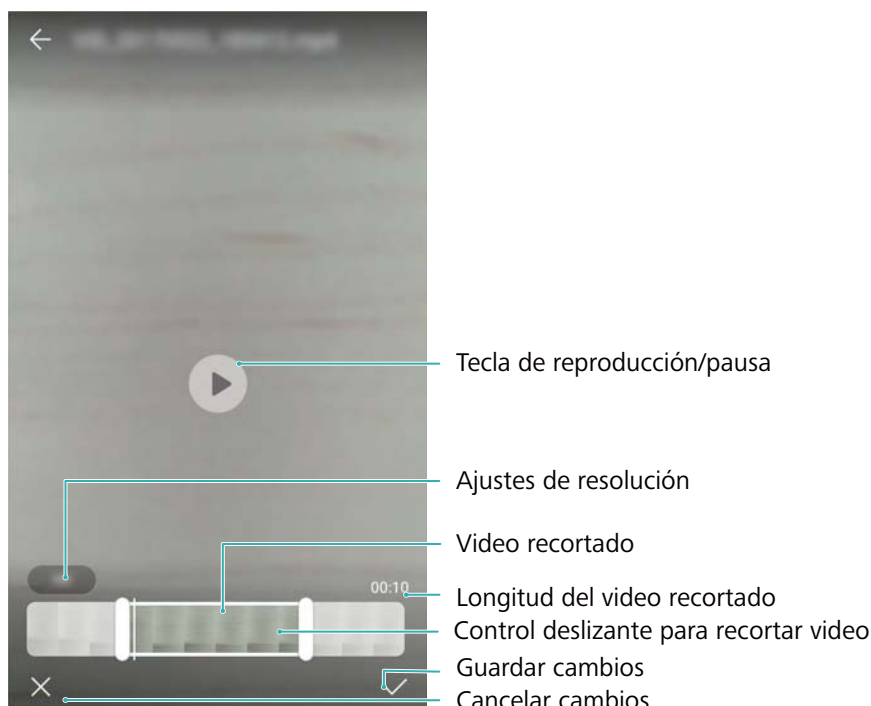 Tecla de reproducción/pausa
Ajustes de resolución
Video recortado
00:10
Longitud del video recortado
Control deslizante para recortar video
Guardar cambios
Cancelar cambios